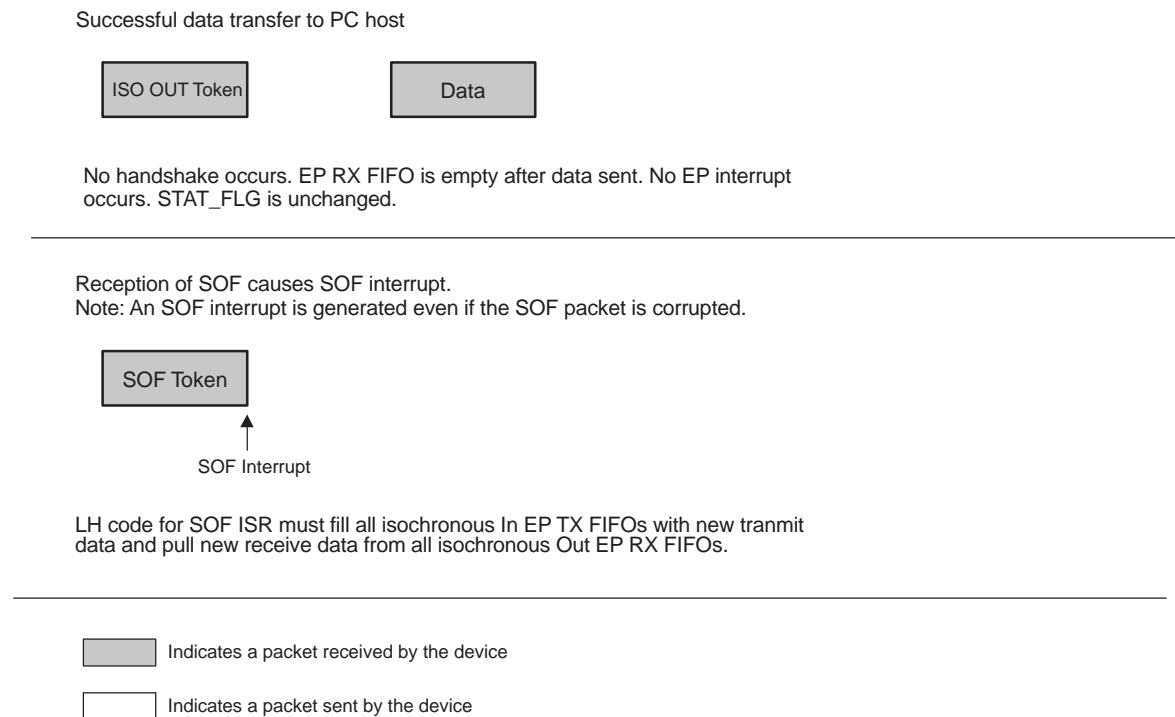 Successful data transfer to PC host
ISO OUT Token
Data
No handshake occurs. EP RX FIFO is empty after data sent. No EP interrupt
occurs. STAT_FLG is unchanged.
Reception of SOF causes SOF interrupt.
Note: An SOF interrupt is generated even if the SOF packet is corrupted.
SOF Token
SOF Interrupt
LH code for SOF ISR must fill all isochronous In EP TX FIFOs with new tranmit
data and pull new receive data from all isochronous Out EP RX FIFOs.
Indicates a packet received by the device
Indicates a packet sent by the device